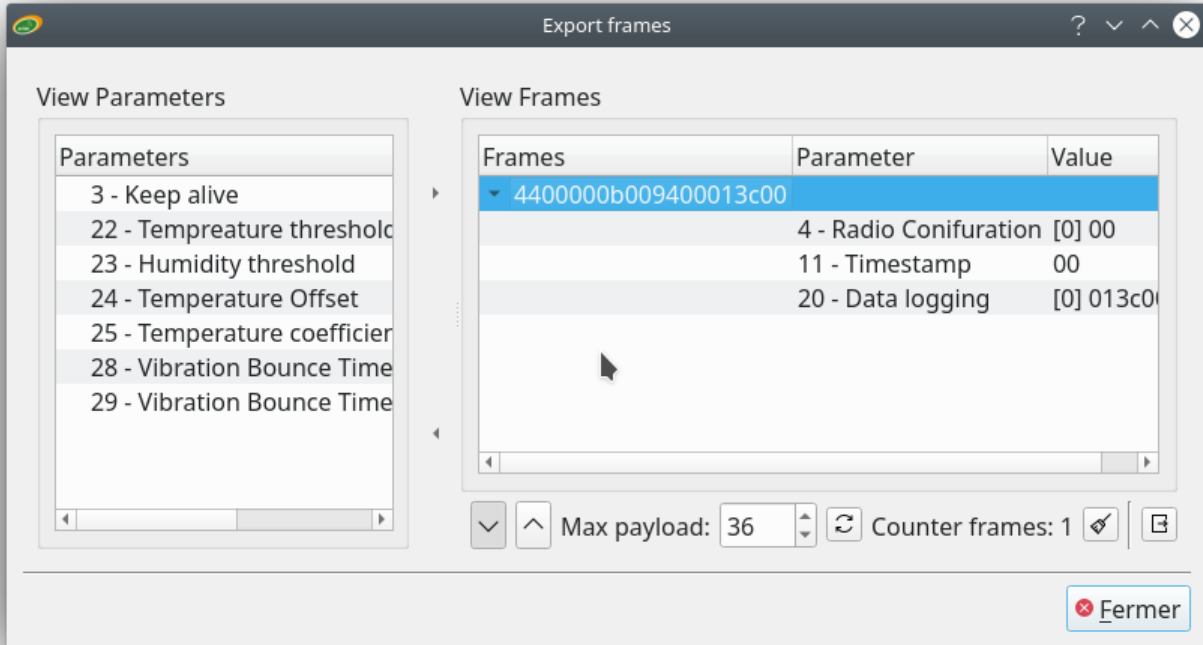 Export frames
View Parameters
Parameters
3 - Keep alive
22 - Tempreature threshold
23 - Humidity threshold
24 - Temperature Offset
25 - Temperature coefficien
28 - Vibration Bounce Time
29 - Vibration Bounce Time
View Frames
Frames Parameter Value
4400000b009400013c00
4 - Radio Conifuration [0] 00
11 - Timestamp 00
20 - Data logging [0] 013c00
Max payload: 36 Counter frames: 1
Fermer